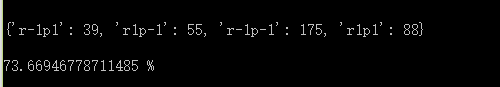 {'r-1p1': 39, 'r1p-1': 55, 'r-1p-1': 175, 'r1p1': 88}
73.66946778711485 %